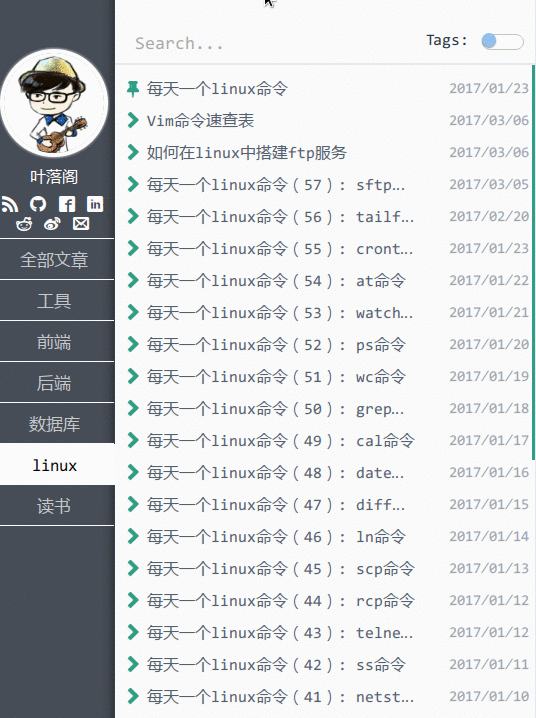 Search...
Tags:
叶落阁
全部文章
工具
前端
后端
数据库
linux
读书
每天一个linux命令 2017/01/23
Vim命令速查表 2017/03/06
如何在linux中搭建ftp服务 2017/03/06
每天一个linux命令（57）: sftp… 2017/03/05
每天一个linux命令（56）: tailf… 2017/02/20
每天一个linux命令（55）: cront… 2017/01/23
每天一个linux命令（54）: at命令 2017/01/22
每天一个linux命令（53）: watch… 2017/01/21
每天一个linux命令（52）: ps命令 2017/01/20
每天一个linux命令（51）: wc命令 2017/01/19
每天一个linux命令（50）: grep… 2017/01/18
每天一个linux命令（49）: cal命令 2017/01/17
每天一个linux命令（48）: date… 2017/01/16
每天一个linux命令（47）: diff… 2017/01/15
每天一个linux命令（46）: ln命令 2017/01/14
每天一个linux命令（45）: scp命令 2017/01/13
每天一个linux命令（44）: rcp命令 2017/01/12
每天一个linux命令（43）: telne… 2017/01/12
每天一个linux命令（42）: ss命令 2017/01/11
每天一个linux命令（41）: netst… 2017/01/10